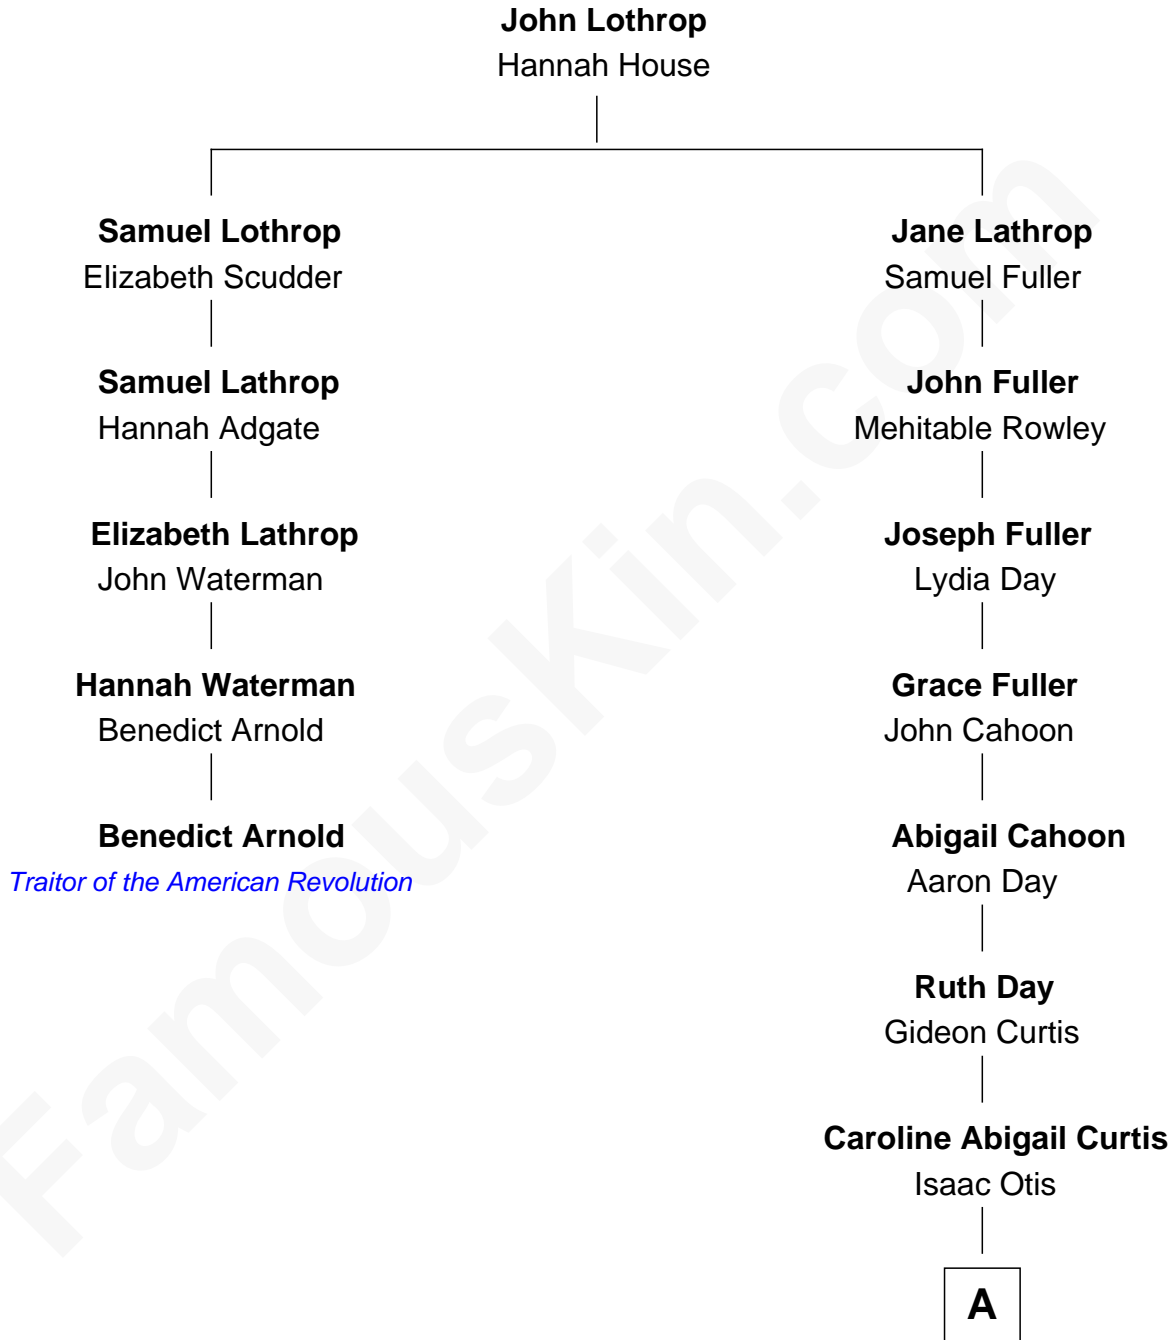 John Lothrop
Hannah House
Samuel Lothrop
Elizabeth Scudder
Jane Lathrop
Samuel Fuller
Samuel Lathrop
Hannah Adgate
John Fuller
Mehitable Rowley
Elizabeth Lathrop
John Waterman
Joseph Fuller
Lydia Day
Hannah Waterman
Benedict Arnold
Grace Fuller
John Cahoon
Benedict Arnold
Traitor of the American Revolution
Abigail Cahoon
Aaron Day
Ruth Day
Gideon Curtis
Caroline Abigail Curtis
Isaac Otis
A
FamousKin.com